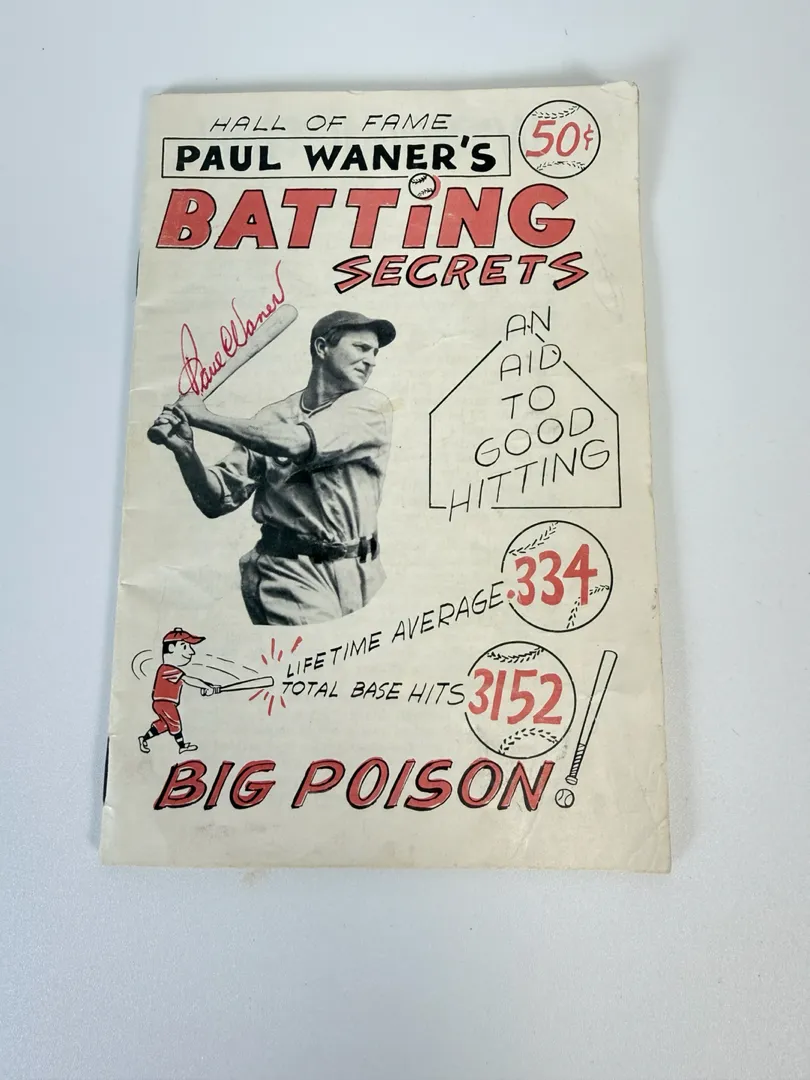 HALL OF FAME
50¢
PAUL WANER'S
BATTiNG
SECRETS
Paul Waner
AN
AID
TO
GOOD
HITTING
LIFETIME AVERAGE .334
TOTAL BASE HITS 3152
BIG POISON!